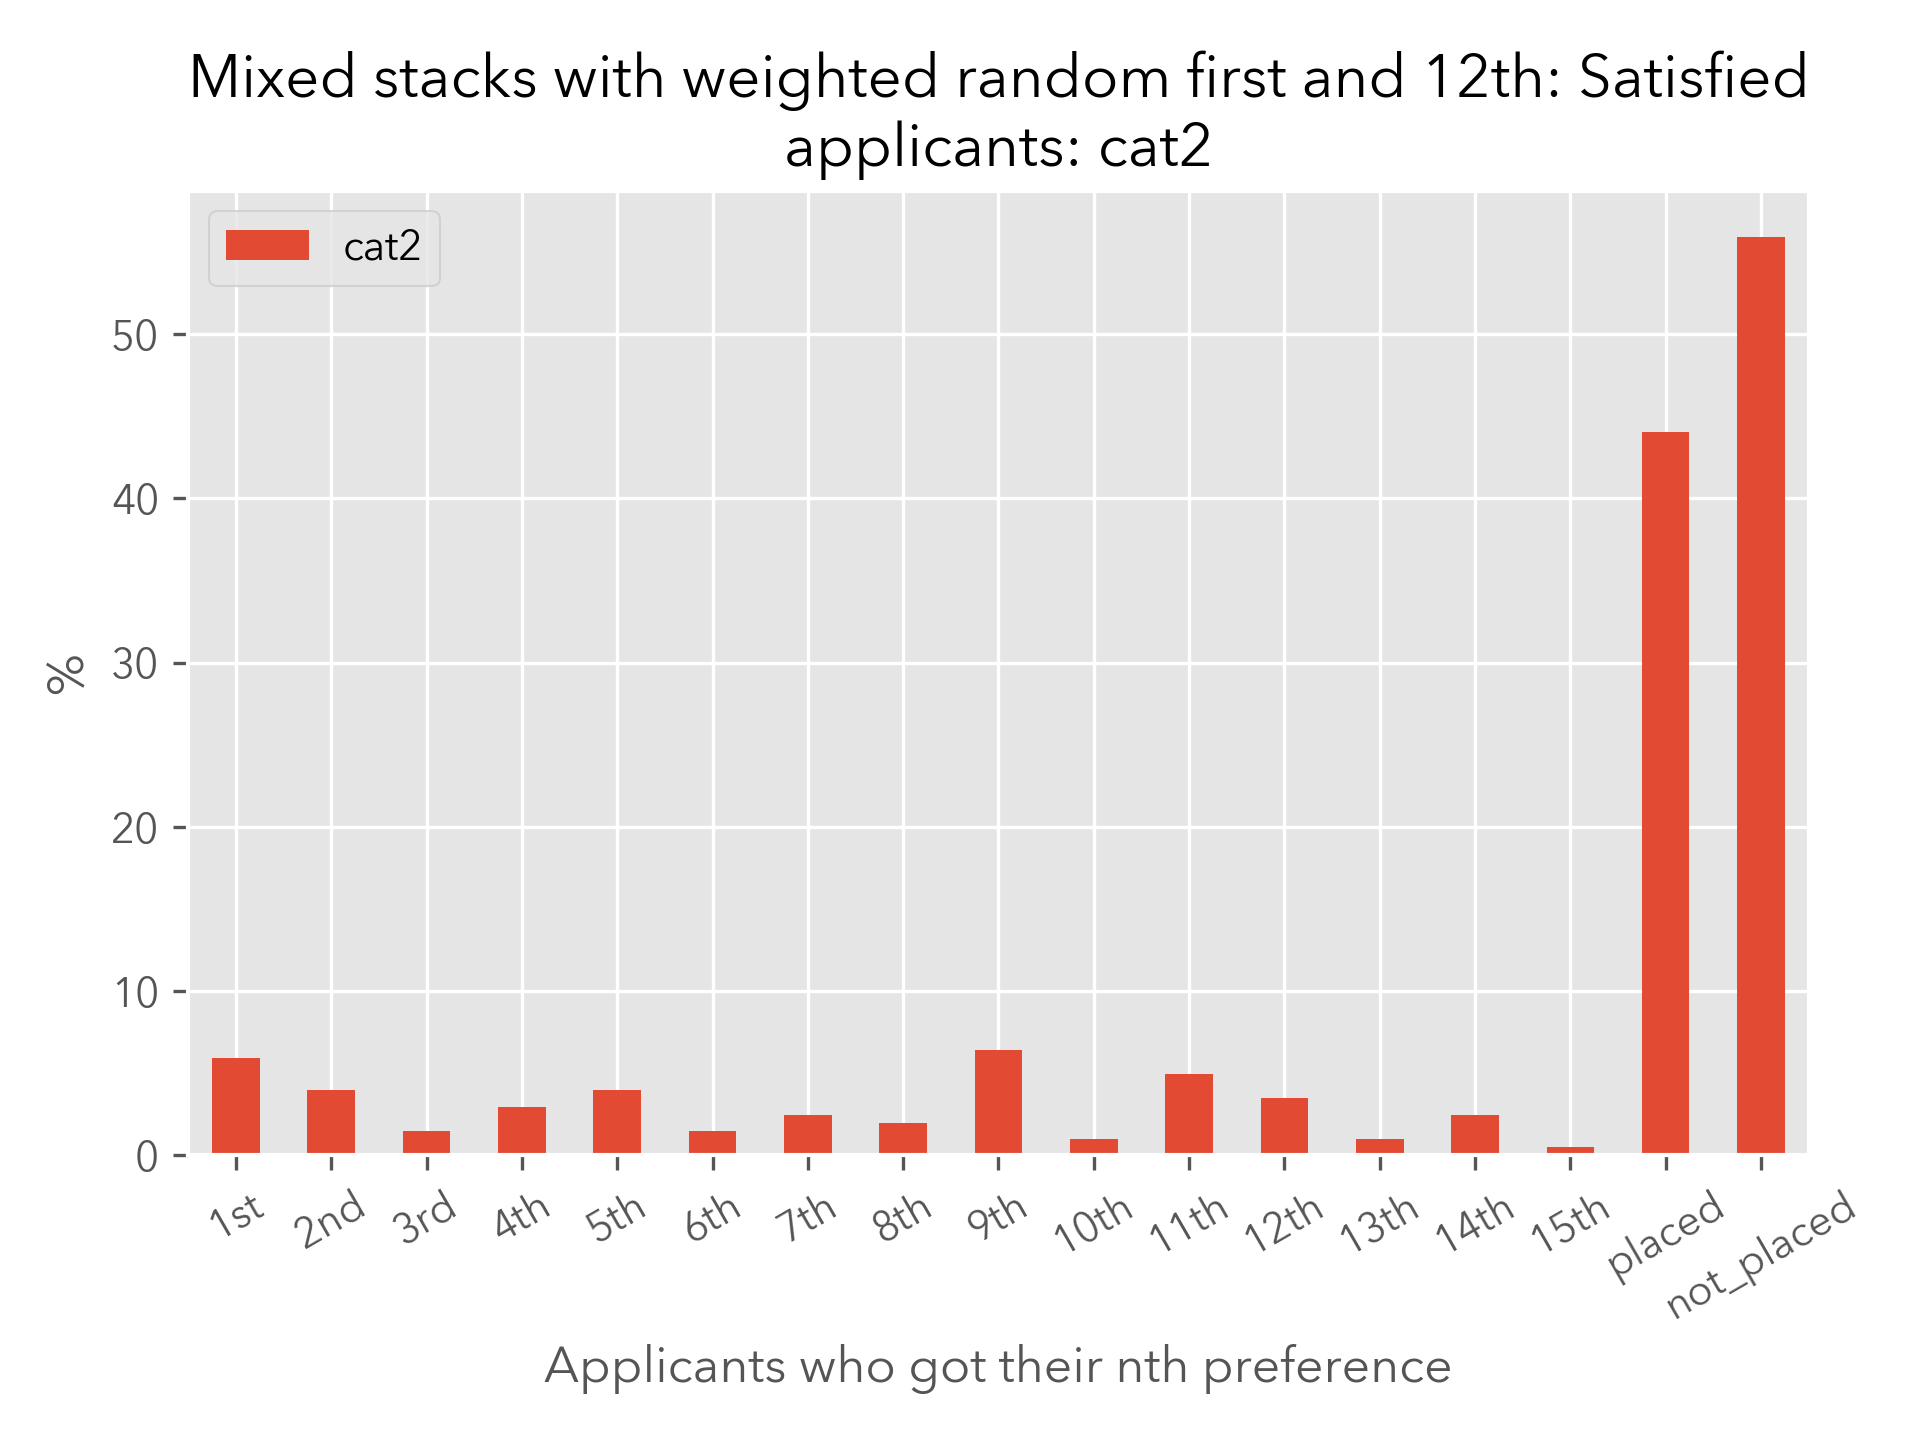 Mixed stacks with weighted random first and 12th: Satisfied
applicants: cat2
cat2
50
40
30
20
10
0
%
1st
2nd
3rd
4th
5th
6th
7th
8th
9th
10th
11th
12th
13th
14th
15th
placed
not_placed
Applicants who got their nth preference